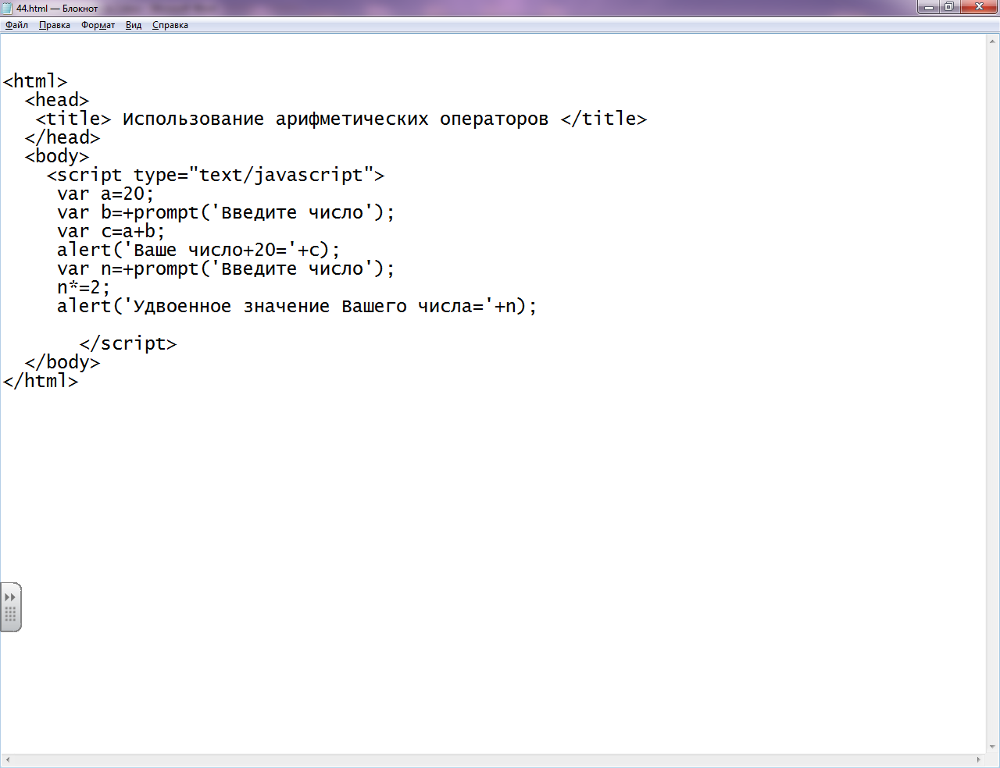 44.html — Блокнот
Файл Правка Формат Вид Справка
<html>
<head>
<title> Использование арифметических операторов </title>
</head>
<body>
<script type="text/javascript">
var a=20;
var b=+prompt('Введите число');
var c=a+b;
alert('Ваше число+20='+c);
var n=+prompt('Введите число');
n*=2;
alert('Удвоенное значение Вашего числа='+n);
</script>
</body>
</html>